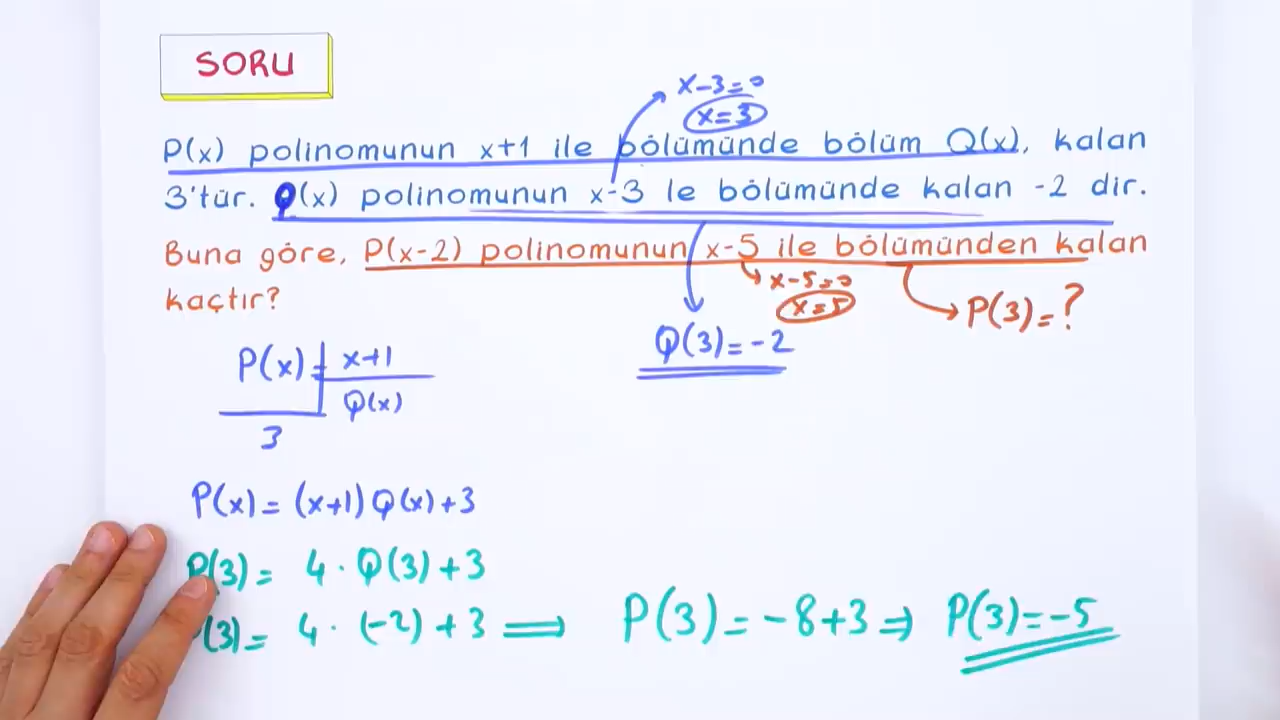 SORU
x-3=0
x=3
P(x) polinomunun x+1 ile bölümünde bölüm Q(x), kalan
3'tür. Q(x) polinomunun x-3 le bölümünde kalan -2 dir.
Buna göre, P(x-2) polinomunun x-5 ile bölümünden kalan
kaçtır?
x-5=0
x=5
P(3)=?
Q(3)=-2
P(x) x+1
Q(x)
3
P(x)=(x+1)Q(x)+3
P(3)= 4·Q(3)+3
P(3)= 4·(-2)+3 ⟹ P(3)=-8+3⇒ P(3)=-5